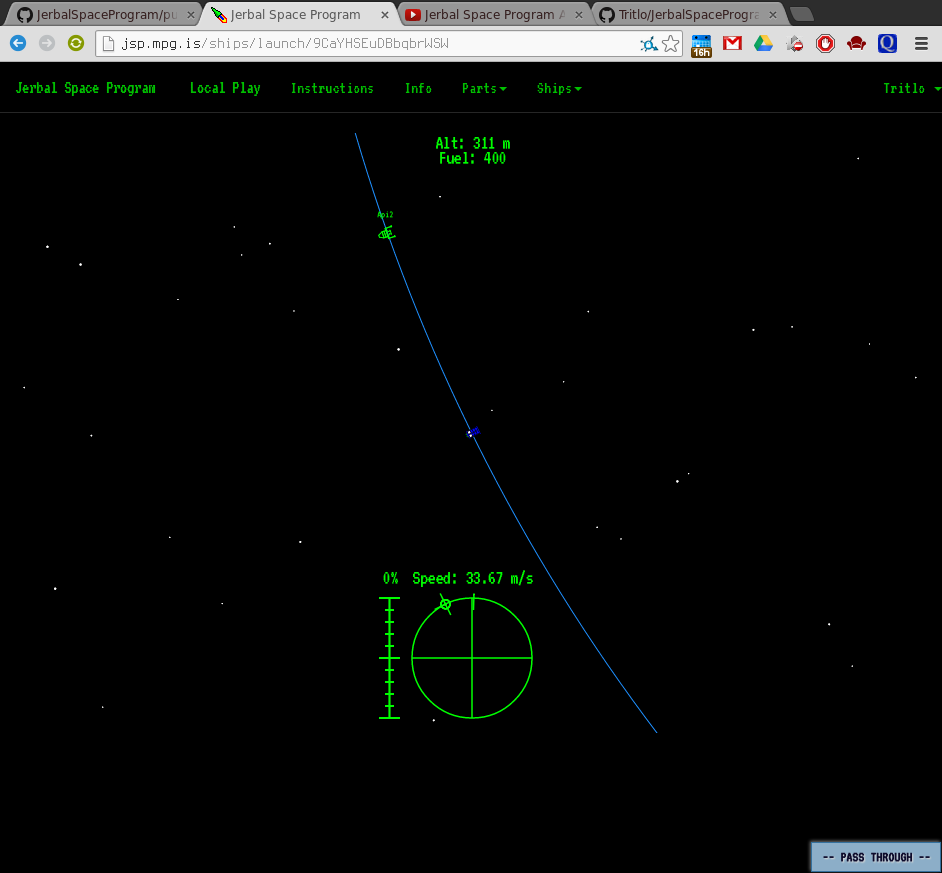 JerbalSpaceProgram/pu
Jerbal Space Program
Jerbal Space Program A
Tritlo/JerbalSpaceProgra
jsp.mpg.is/ships/launch/9CaYHSEuDBbqbrWSW
16h
Jerbal Space Program Local Play Instructions Info Parts Ships Tritlo
Alt: 311 m
Fuel: 400
Api2
0% Speed: 33.67 m/s
-- PASS THROUGH --